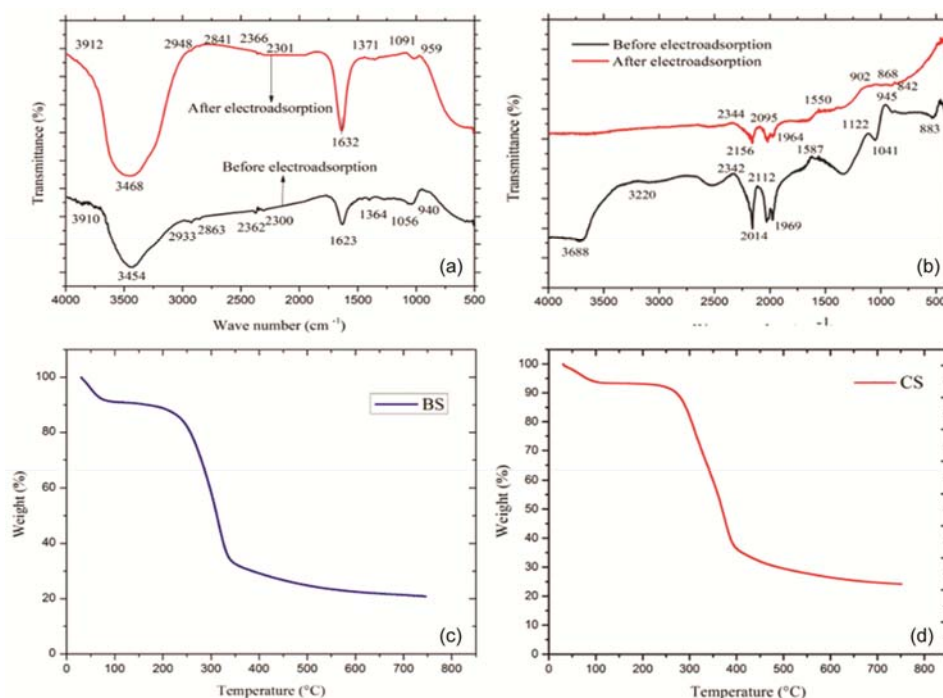 3912
2948
2841
2366
2301
1371
1091
959
After electroadsorption
1632
3468
Before electroadsorption
3910
2933
2863
2362
2300
1364
1056
940
1623
3454
(a)
Transmittance (%)
4000 3500 3000 2500 2000 1500 1000 500
Wave number (cm -1)
Before electroadsorption
After electroadsorption
2344
2095
1550
902
868
842
2156
1964
945
2342
2112
1587
1122
1041
883
3220
3688
2014
1969
(b)
Transmittance (%)
4000 3500 3000 2500 2000 1500 1000
100
80
60
40
20
0
Weight (%)
BS
(c)
0 100 200 300 400 500 600 700 800
Temperature (°C)
100
90
80
70
60
50
40
30
20
10
0
Weight (%)
CS
(d)
0 100 200 300 400 500 600 700 800
Temperature (°C)